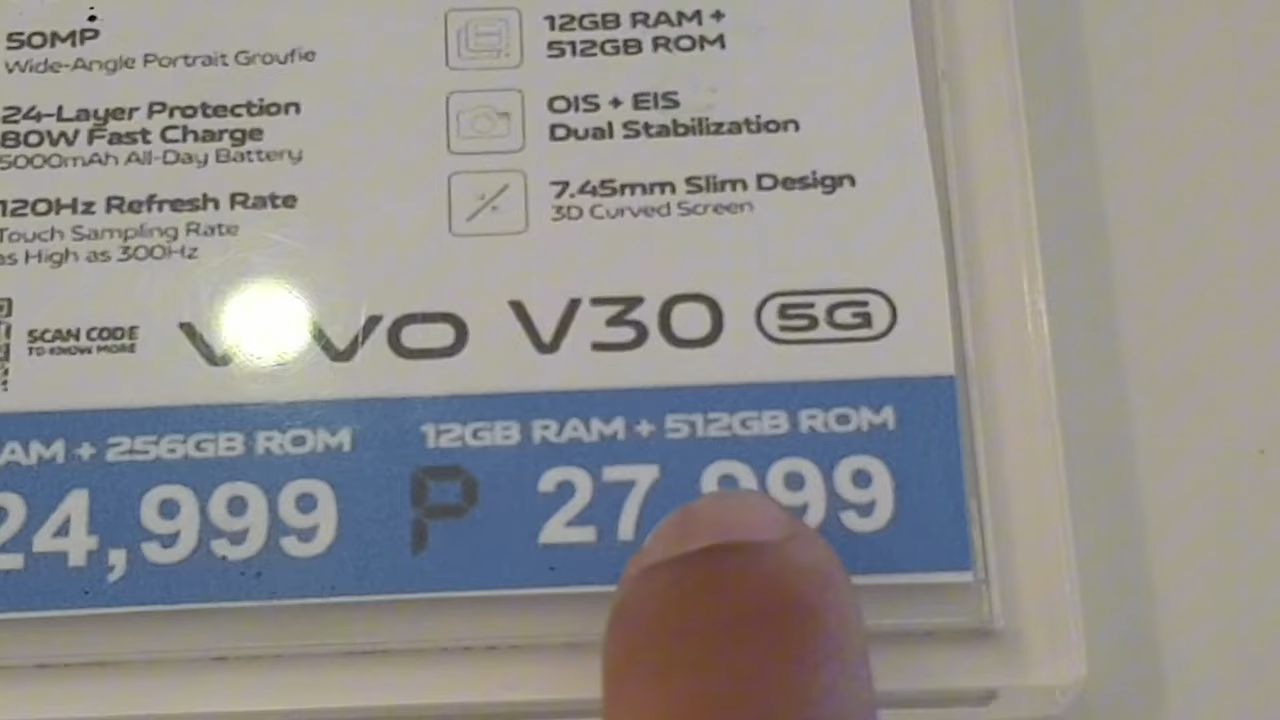 50MP
Wide-Angle Portrait Groufie
24-Layer Protection
80W Fast Charge
5000mAh All-Day Battery
120Hz Refresh Rate
Touch Sampling Rate
as High as 300Hz
12GB RAM +
512GB ROM
OIS + EIS
Dual Stabilization
7.45mm Slim Design
3D Curved Screen
SCAN CODE
TO KNOW MORE
vivo V30 5G
AM + 256GB ROM
24,999
12GB RAM + 512GB ROM
P 27,999